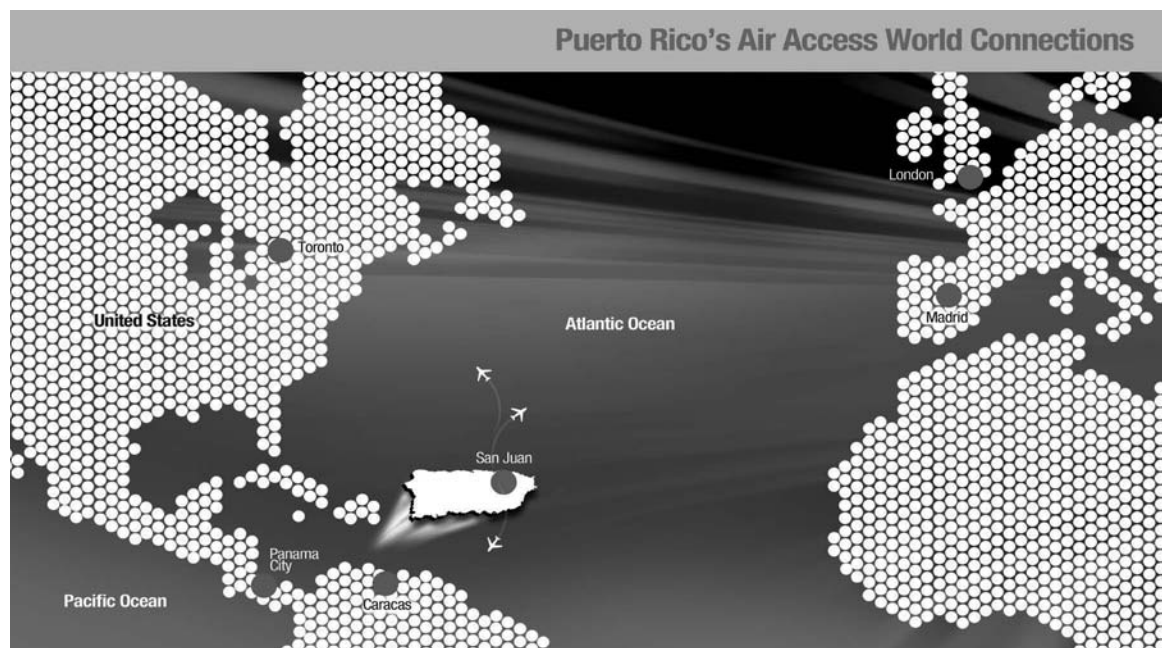 Puerto Rico's Air Access World Connections
London
Toronto
United States
Atlantic Ocean
Madrid
San Juan
Panama
City
Pacific Ocean
Caracas